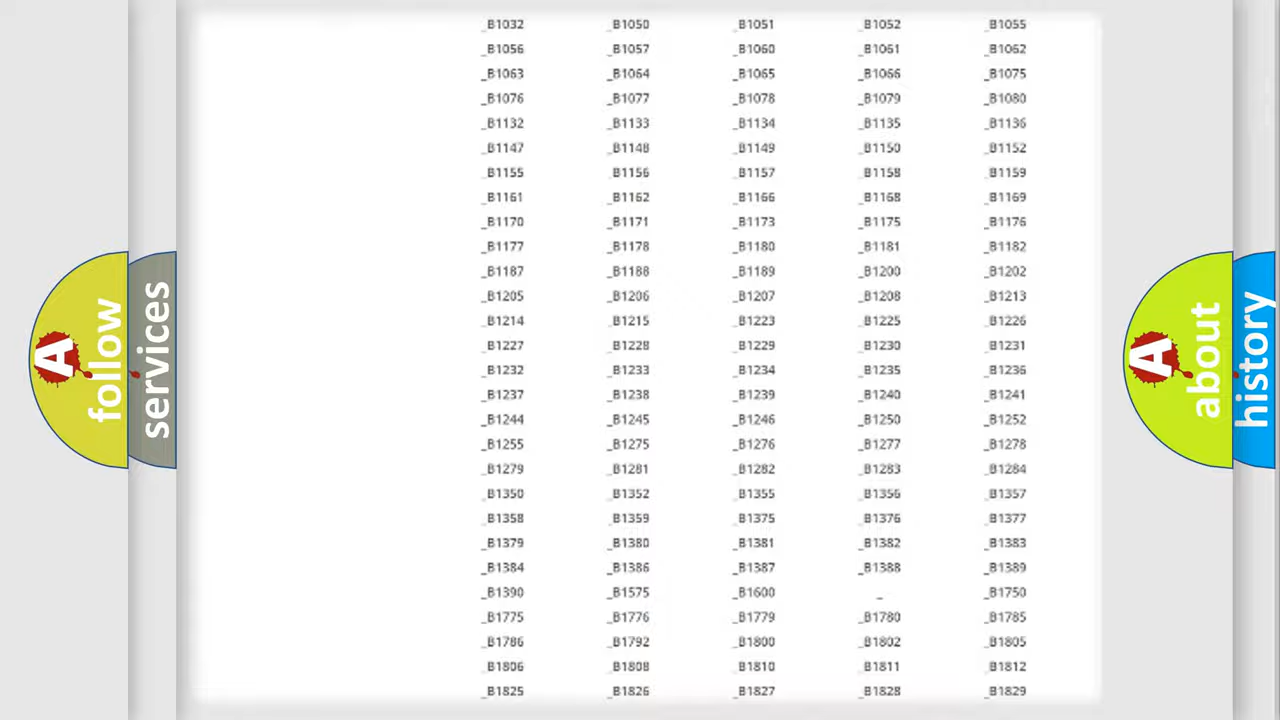 _B1032 _B1050 _B1051 _B1052 _B1055
_B1056 _B1057 _B1060 _B1061 _B1062
_B1063 _B1064 _B1065 _B1066 _B1075
_B1076 _B1077 _B1078 _B1079 _B1080
_B1132 _B1133 _B1134 _B1135 _B1136
_B1147 _B1148 _B1149 _B1150 _B1152
_B1155 _B1156 _B1157 _B1158 _B1159
_B1161 _B1162 _B1166 _B1168 _B1169
_B1170 _B1171 _B1173 _B1175 _B1176
_B1177 _B1178 _B1180 _B1181 _B1182
_B1187 _B1188 _B1189 _B1200 _B1202
_B1205 _B1206 _B1207 _B1208 _B1213
_B1214 _B1215 _B1223 _B1225 _B1226
_B1227 _B1228 _B1229 _B1230 _B1231
_B1232 _B1233 _B1234 _B1235 _B1236
_B1237 _B1238 _B1239 _B1240 _B1241
_B1244 _B1245 _B1246 _B1250 _B1252
_B1255 _B1275 _B1276 _B1277 _B1278
_B1279 _B1281 _B1282 _B1283 _B1284
_B1350 _B1352 _B1355 _B1356 _B1357
_B1358 _B1359 _B1375 _B1376 _B1377
_B1379 _B1380 _B1381 _B1382 _B1383
_B1384 _B1386 _B1387 _B1388 _B1389
_B1390 _B1575 _B1600 _ _B1750
_B1775 _B1776 _B1779 _B1780 _B1785
_B1786 _B1792 _B1800 _B1802 _B1805
_B1806 _B1808 _B1810 _B1811 _B1812
_B1825 _B1826 _B1827 _B1828 _B1829
A
follow
services
A
about
history